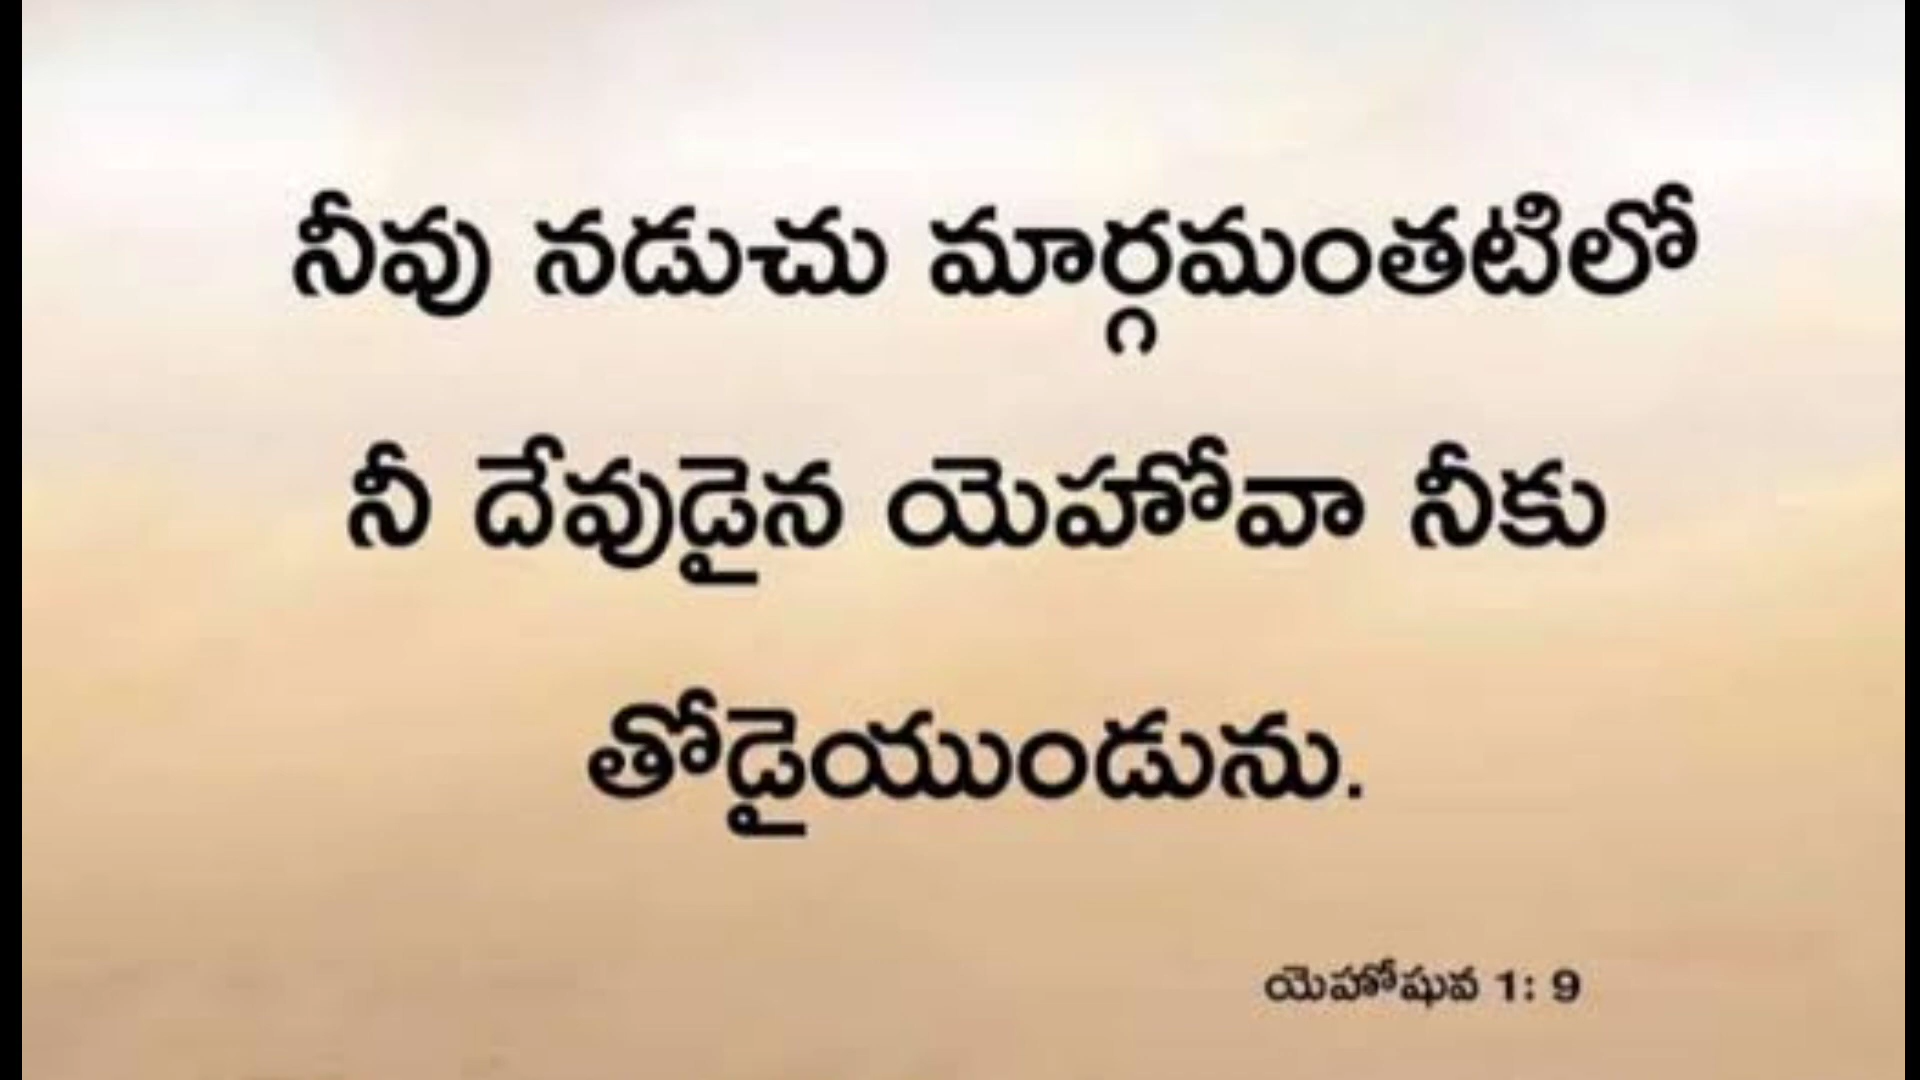 నీవు నడుచు మార్గమంతటిలో
నీ దేవుడైన యెహోవా నీకు
తోడైయుండును.
యెహోషువ 1: 9